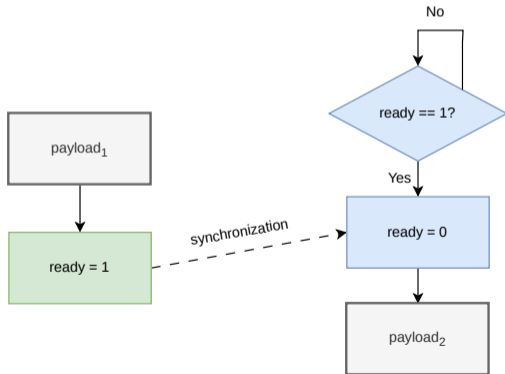 No
ready == 1?
payload1
Yes
synchronization
ready = 0
ready = 1
payload2